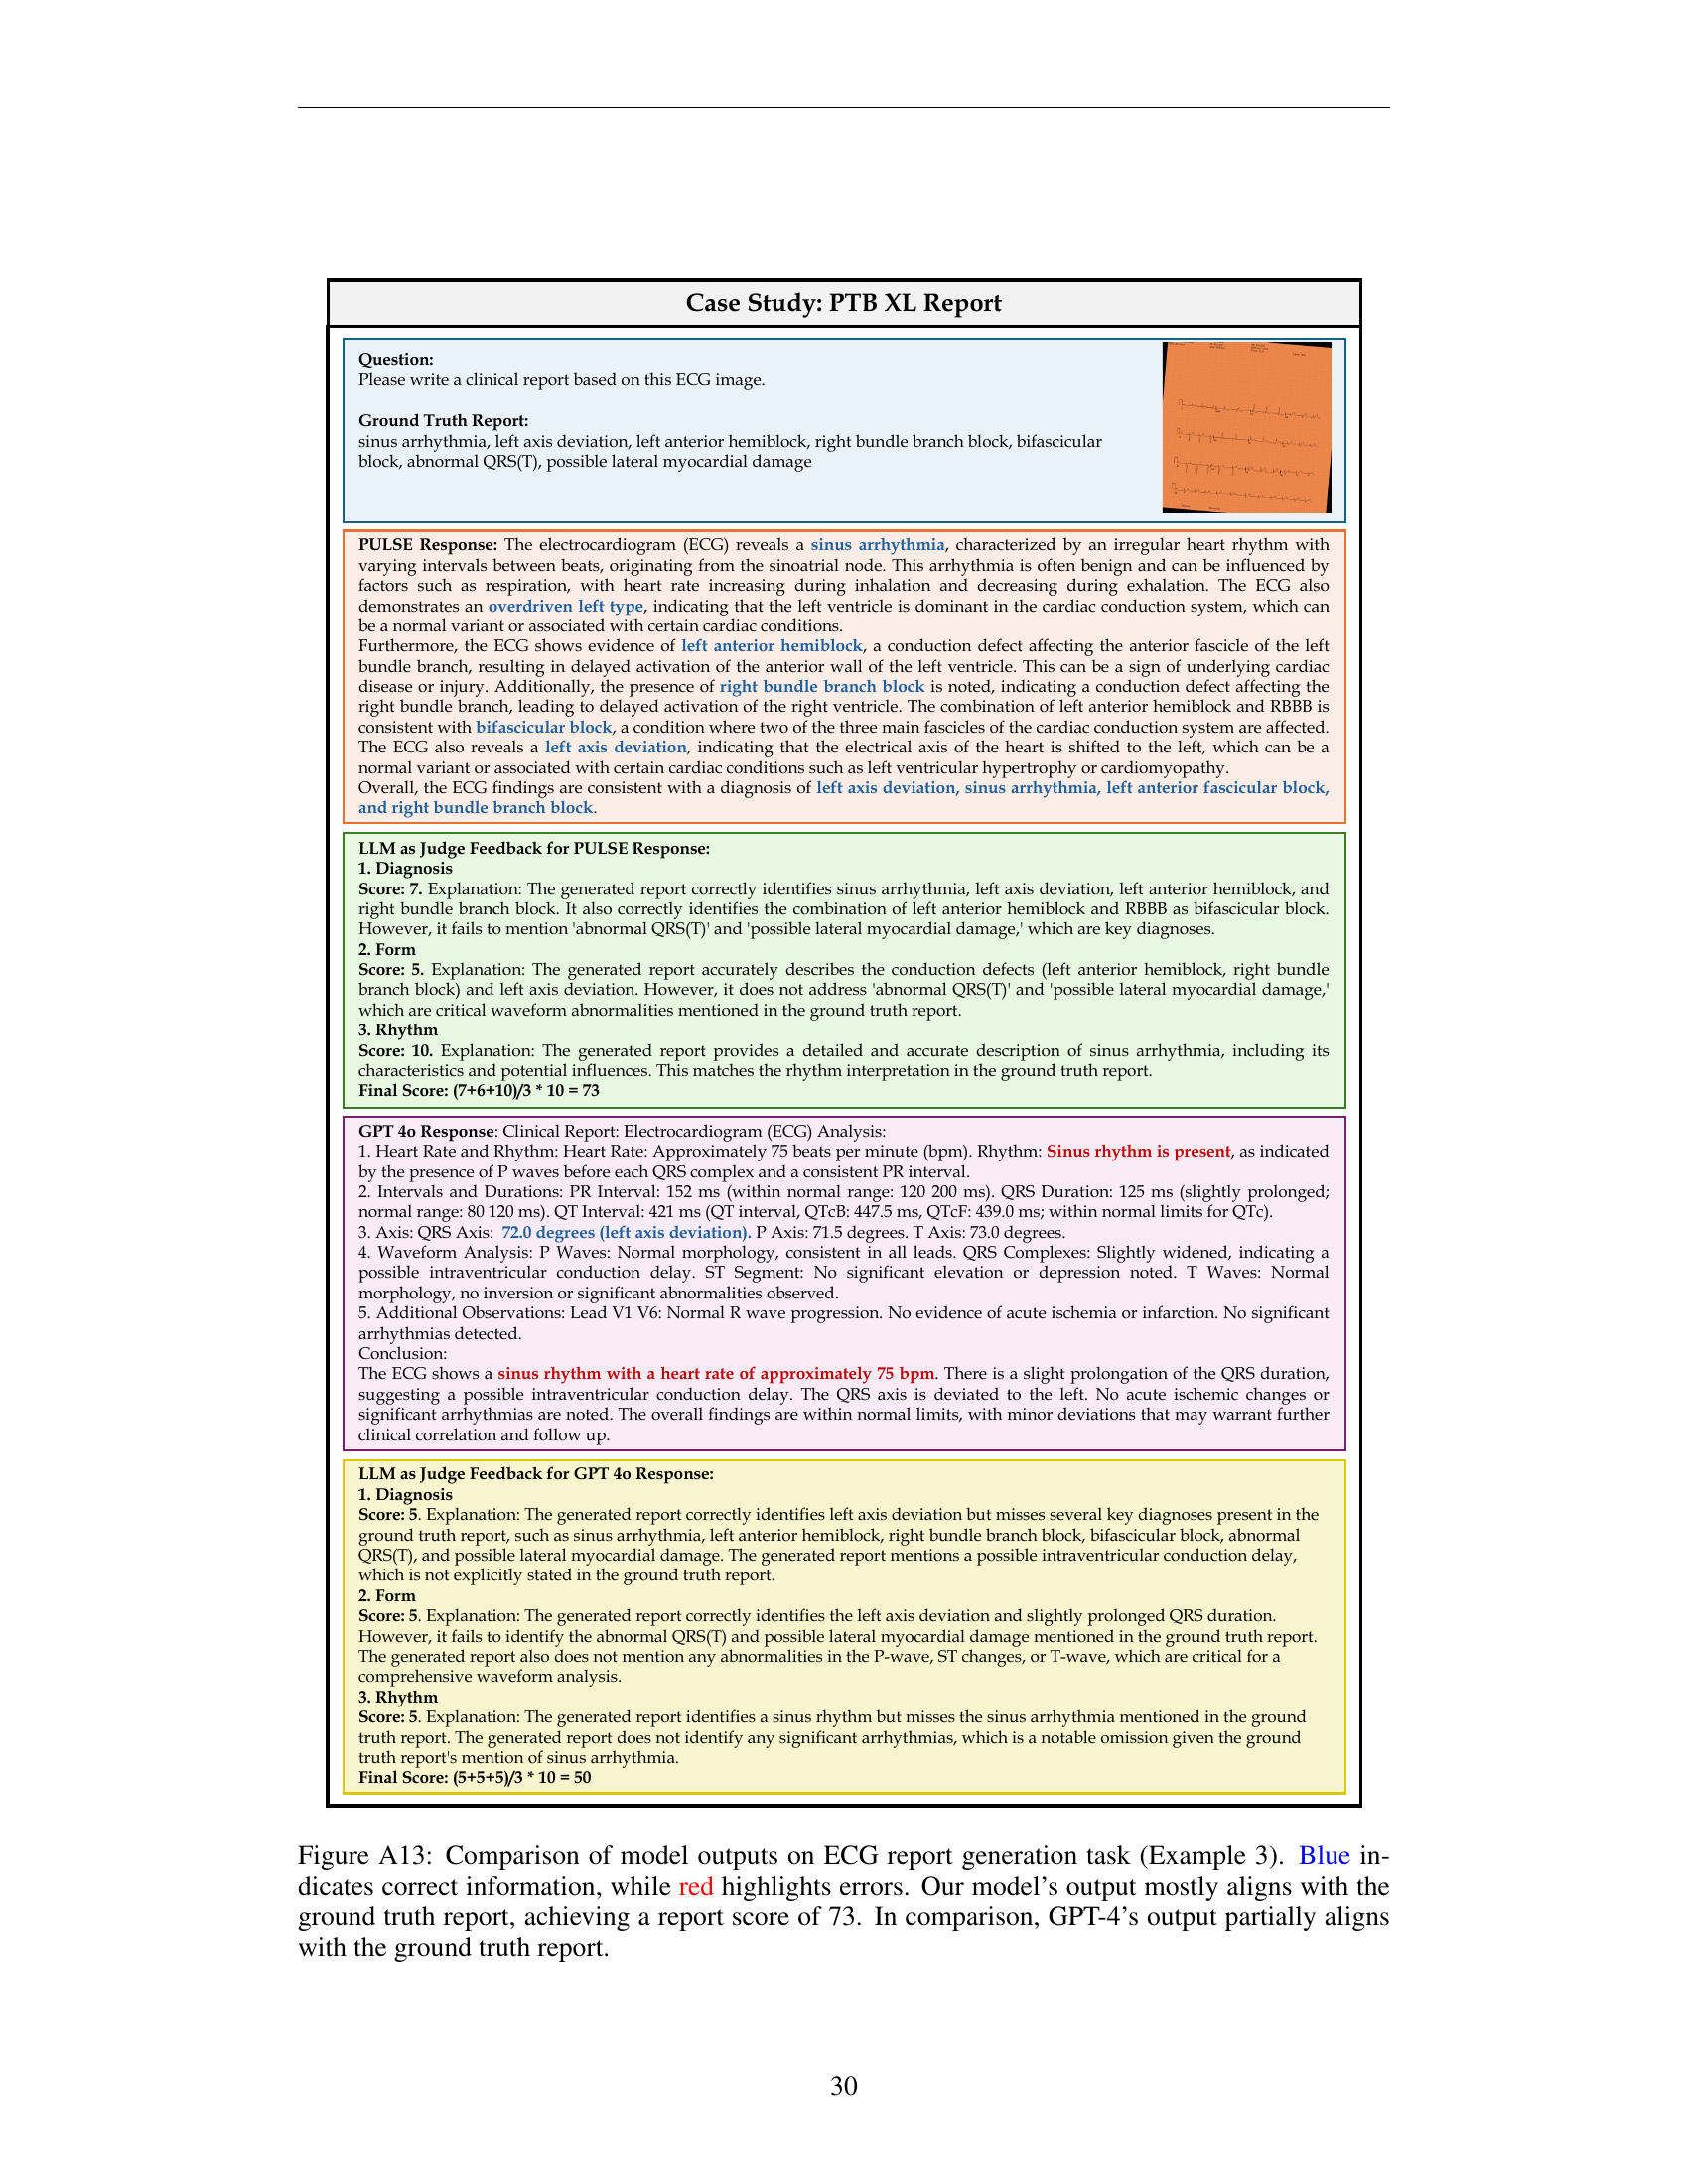 Case Study: PTB XL Report
Question:
Please write a clinical report based on this ECG image.
Ground Truth Report:
sinus arrhythmia, left axis deviation, left anterior hemiblock, right bundle branch block, bifascicular
block, abnormal QRS(T), possible lateral myocardial damage
PULSE Response: The electrocardiogram (ECG) reveals a sinus arrhythmia, characterized by an irregular heart rhythm with
varying intervals between beats, originating from the sinoatrial node. This arrhythmia is often benign and can be influenced by
factors such as respiration, with heart rate increasing during inhalation and decreasing during exhalation. The ECG also
demonstrates an overdriven left type, indicating that the left ventricle is dominant in the cardiac conduction system, which can
be a normal variant or associated with certain cardiac conditions.
Furthermore, the ECG shows evidence of left anterior hemiblock, a conduction defect affecting the anterior fascicle of the left
bundle branch, resulting in delayed activation of the anterior wall of the left ventricle. This can be a sign of underlying cardiac
disease or injury. Additionally, the presence of right bundle branch block is noted, indicating a conduction defect affecting the
right bundle branch, leading to delayed activation of the right ventricle. The combination of left anterior hemiblock and RBBB is
consistent with bifascicular block, a condition where two of the three main fascicles of the cardiac conduction system are affected.
The ECG also reveals a left axis deviation, indicating that the electrical axis of the heart is shifted to the left, which can be a
normal variant or associated with certain cardiac conditions such as left ventricular hypertrophy or cardiomyopathy.
Overall, the ECG findings are consistent with a diagnosis of left axis deviation, sinus arrhythmia, left anterior fascicular block,
and right bundle branch block.
LLM as Judge Feedback for PULSE Response:
1. Diagnosis
Score: 7. Explanation: The generated report correctly identifies sinus arrhythmia, left axis deviation, left anterior hemiblock, and
right bundle branch block. It also correctly identifies the combination of left anterior hemiblock and RBBB as bifascicular block.
However, it fails to mention 'abnormal QRS(T)' and 'possible lateral myocardial damage,' which are key diagnoses.
2. Form
Score: 5. Explanation: The generated report accurately describes the conduction defects (left anterior hemiblock, right bundle
branch block) and left axis deviation. However, it does not address 'abnormal QRS(T)' and 'possible lateral myocardial damage,'
which are critical waveform abnormalities mentioned in the ground truth report.
3. Rhythm
Score: 10. Explanation: The generated report provides a detailed and accurate description of sinus arrhythmia, including its
characteristics and potential influences. This matches the rhythm interpretation in the ground truth report.
Final Score: (7+6+10)/3 * 10 = 73
GPT 4o Response: Clinical Report: Electrocardiogram (ECG) Analysis:
1. Heart Rate and Rhythm: Heart Rate: Approximately 75 beats per minute (bpm). Rhythm: Sinus rhythm is present, as indicated
by the presence of P waves before each QRS complex and a consistent PR interval.
2. Intervals and Durations: PR Interval: 152 ms (within normal range: 120 200 ms). QRS Duration: 125 ms (slightly prolonged;
normal range: 80 120 ms). QT Interval: 421 ms (QT interval, QTcB: 447.5 ms, QTcF: 439.0 ms; within normal limits for QTc).
3. Axis: QRS Axis: 72.0 degrees (left axis deviation). P Axis: 71.5 degrees. T Axis: 73.0 degrees.
4. Waveform Analysis: P Waves: Normal morphology, consistent in all leads. QRS Complexes: Slightly widened, indicating a
possible intraventricular conduction delay. ST Segment: No significant elevation or depression noted. T Waves: Normal
morphology, no inversion or significant abnormalities observed.
5. Additional Observations: Lead V1 V6: Normal R wave progression. No evidence of acute ischemia or infarction. No significant
arrhythmias detected.
Conclusion:
The ECG shows a sinus rhythm with a heart rate of approximately 75 bpm. There is a slight prolongation of the QRS duration,
suggesting a possible intraventricular conduction delay. The QRS axis is deviated to the left. No acute ischemic changes or
significant arrhythmias are noted. The overall findings are within normal limits, with minor deviations that may warrant further
clinical correlation and follow up.
LLM as Judge Feedback for GPT 4o Response:
1. Diagnosis
Score: 5. Explanation: The generated report correctly identifies left axis deviation but misses several key diagnoses present in the
ground truth report, such as sinus arrhythmia, left anterior hemiblock, right bundle branch block, bifascicular block, abnormal
QRS(T), and possible lateral myocardial damage. The generated report mentions a possible intraventricular conduction delay,
which is not explicitly stated in the ground truth report.
2. Form
Score: 5. Explanation: The generated report correctly identifies the left axis deviation and slightly prolonged QRS duration.
However, it fails to identify the abnormal QRS(T) and possible lateral myocardial damage mentioned in the ground truth report.
The generated report also does not mention any abnormalities in the P-wave, ST changes, or T-wave, which are critical for a
comprehensive waveform analysis.
3. Rhythm
Score: 5. Explanation: The generated report identifies a sinus rhythm but misses the sinus arrhythmia mentioned in the ground
truth report. The generated report does not identify any significant arrhythmias, which is a notable omission given the ground
truth report's mention of sinus arrhythmia.
Final Score: (5+5+5)/3 * 10 = 50
Figure A13: Comparison of model outputs on ECG report generation task (Example 3). Blue in-
dicates correct information, while red highlights errors. Our model's output mostly aligns with the
ground truth report, achieving a report score of 73. In comparison, GPT-4's output partially aligns
with the ground truth report.
30